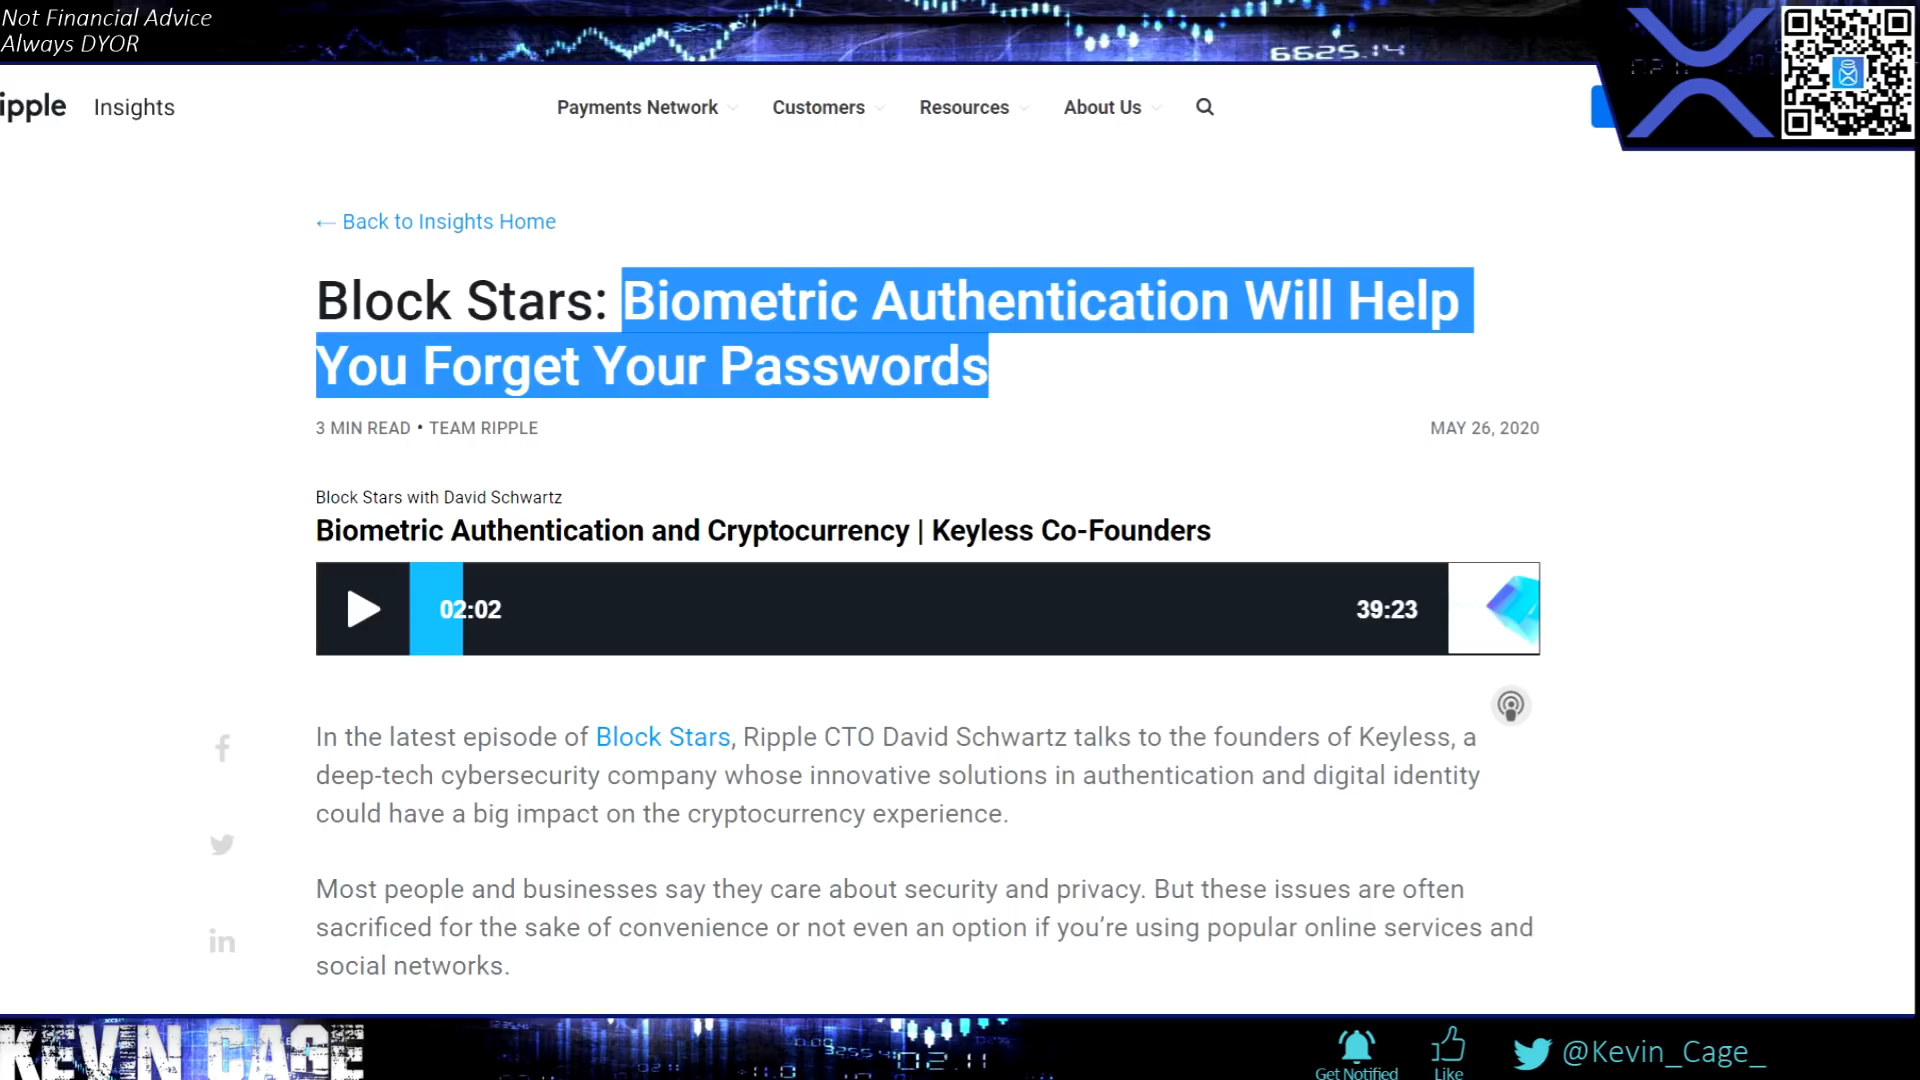 Not Financial Advice
Always DYOR
6625.14
ipple Insights
Payments Network Customers Resources About Us
← Back to Insights Home
Block Stars: Biometric Authentication Will Help
You Forget Your Passwords
3 MIN READ • TEAM RIPPLE
MAY 26, 2020
Block Stars with David Schwartz
Biometric Authentication and Cryptocurrency | Keyless Co-Founders
02:02
39:23
In the latest episode of Block Stars, Ripple CTO David Schwartz talks to the founders of Keyless, a
deep-tech cybersecurity company whose innovative solutions in authentication and digital identity
could have a big impact on the cryptocurrency experience.
Most people and businesses say they care about security and privacy. But these issues are often
sacrificed for the sake of convenience or not even an option if you’re using popular online services and
social networks.
KEVIN CAGE
02.11
Get Notified
Like
@Kevin_Cage_